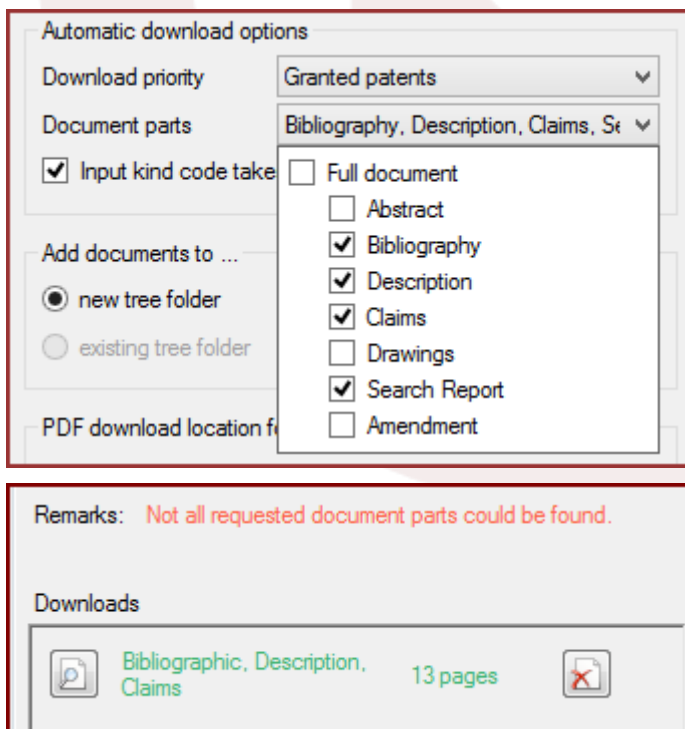 Automatic download options
Download priority Granted patents
Document parts Bibliography, Description, Claims, Se
Input kind code take
Full document
Abstract
Bibliography
Description
Claims
Drawings
Search Report
Amendment
Add documents to ...
new tree folder
existing tree folder
PDF download location f
Remarks: Not all requested document parts could be found.
Downloads
Bibliographic, Description,
Claims
13 pages